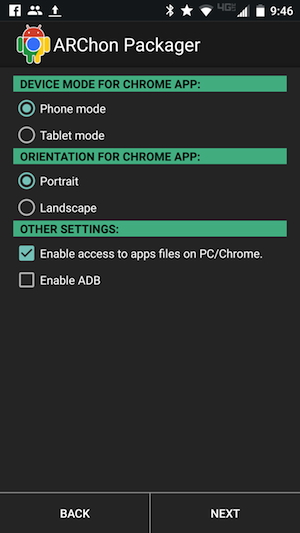 4G 9:46
ARChon Packager
DEVICE MODE FOR CHROME APP:
Phone mode
Tablet mode
ORIENTATION FOR CHROME APP:
Portrait
Landscape
OTHER SETTINGS:
Enable access to apps files on PC/Chrome.
Enable ADB
BACK NEXT